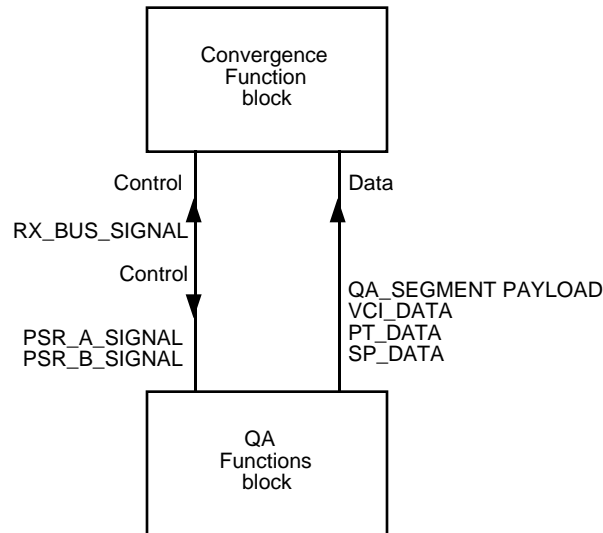 Convergence
Function
block
Control
Data
RX_BUS_SIGNAL
Control
QA_SEGMENT PAYLOAD
VCI_DATA
PT_DATA
SP_DATA
PSR_A_SIGNAL
PSR_B_SIGNAL
QA
Functions
block